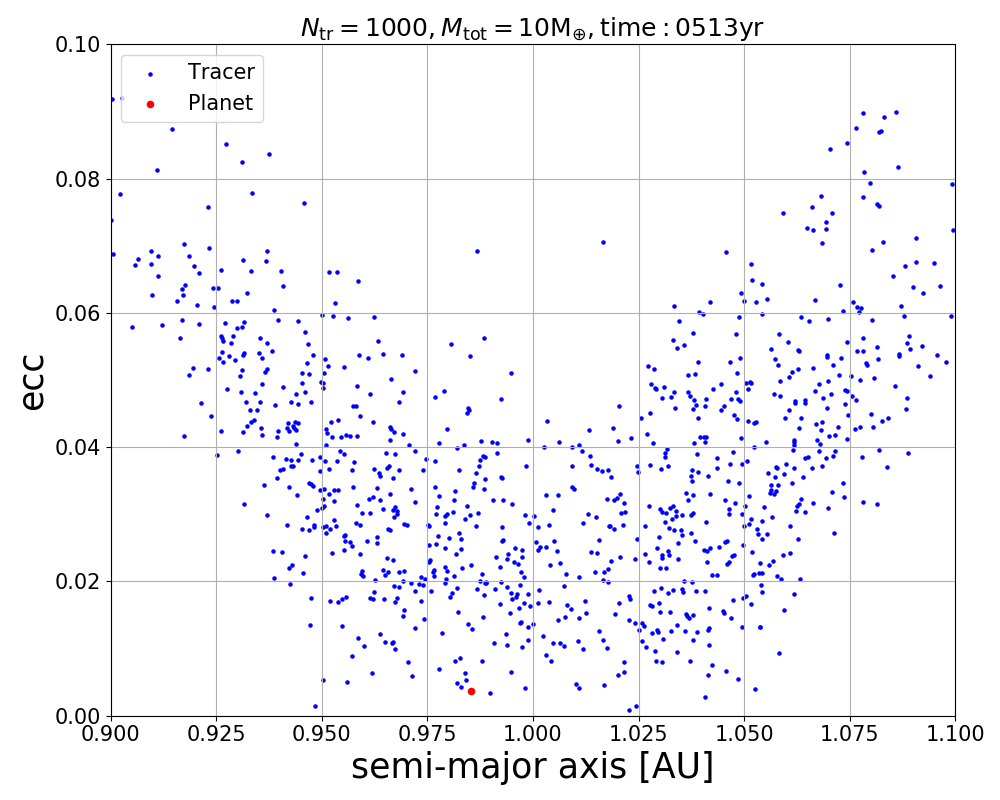 N_tr = 1000, M_tot = 10M_⊕, time : 0513yr
Tracer
Planet
0.10
0.08
0.06
0.04
0.02
0.00
ecc
0.900 0.925 0.950 0.975 1.000 1.025 1.050 1.075 1.100
semi-major axis [AU]